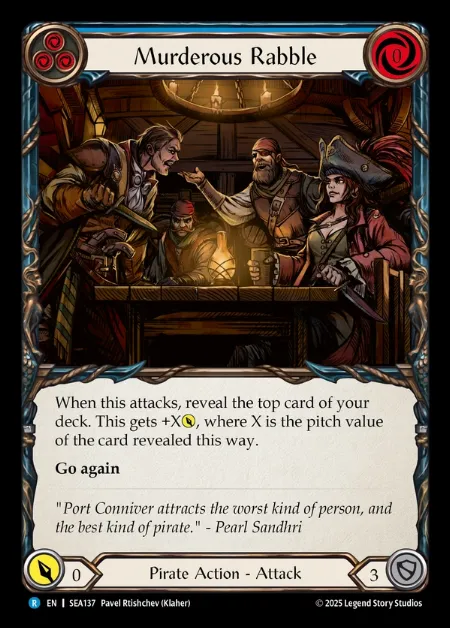 Murderous Rabble
0
When this attacks, reveal the top card of your
deck. This gets +X, where X is the pitch value
of the card revealed this way.
Go again
"Port Conniver attracts the worst kind of person, and
the best kind of pirate." - Pearl Sandhri
0 Pirate Action - Attack 3
R EN | SEA137 Pavel Rtishchev (Klaher) © 2025 Legend Story Studios